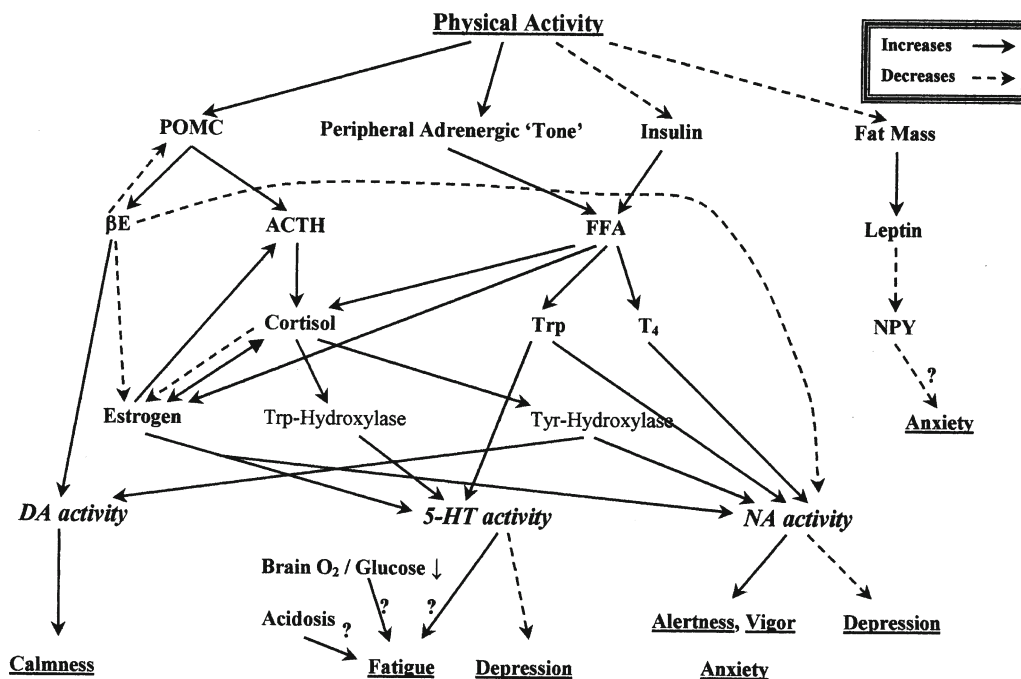 Physical Activity
Increases
Decreases
POMC
Peripheral Adrenergic ‘Tone’
Insulin
Fat Mass
βE
ACTH
FFA
Leptin
Cortisol
Trp
T₄
NPY
?
Estrogen
Trp-Hydroxylase
Tyr-Hydroxylase
Anxiety
DA activity
5-HT activity
NA activity
Brain O₂ / Glucose ↓
? ?
Acidosis ?
Alertness, Vigor
Depression
Calmness
Fatigue
Depression
Anxiety